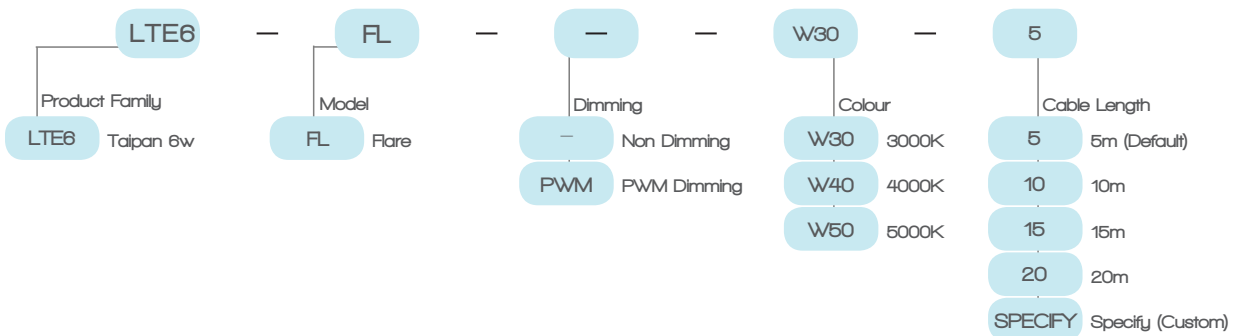 LTE6 — FL — — — W30 — 5
Product Family Model Dimming Colour Cable Length
LTE6 Taipan 6w FL Flare – Non Dimming W30 3000K 5 5m (Default)
PWM PWM Dimming W40 4000K 10 10m
W50 5000K 15 15m
20 20m
SPECIFY Specify (Custom)